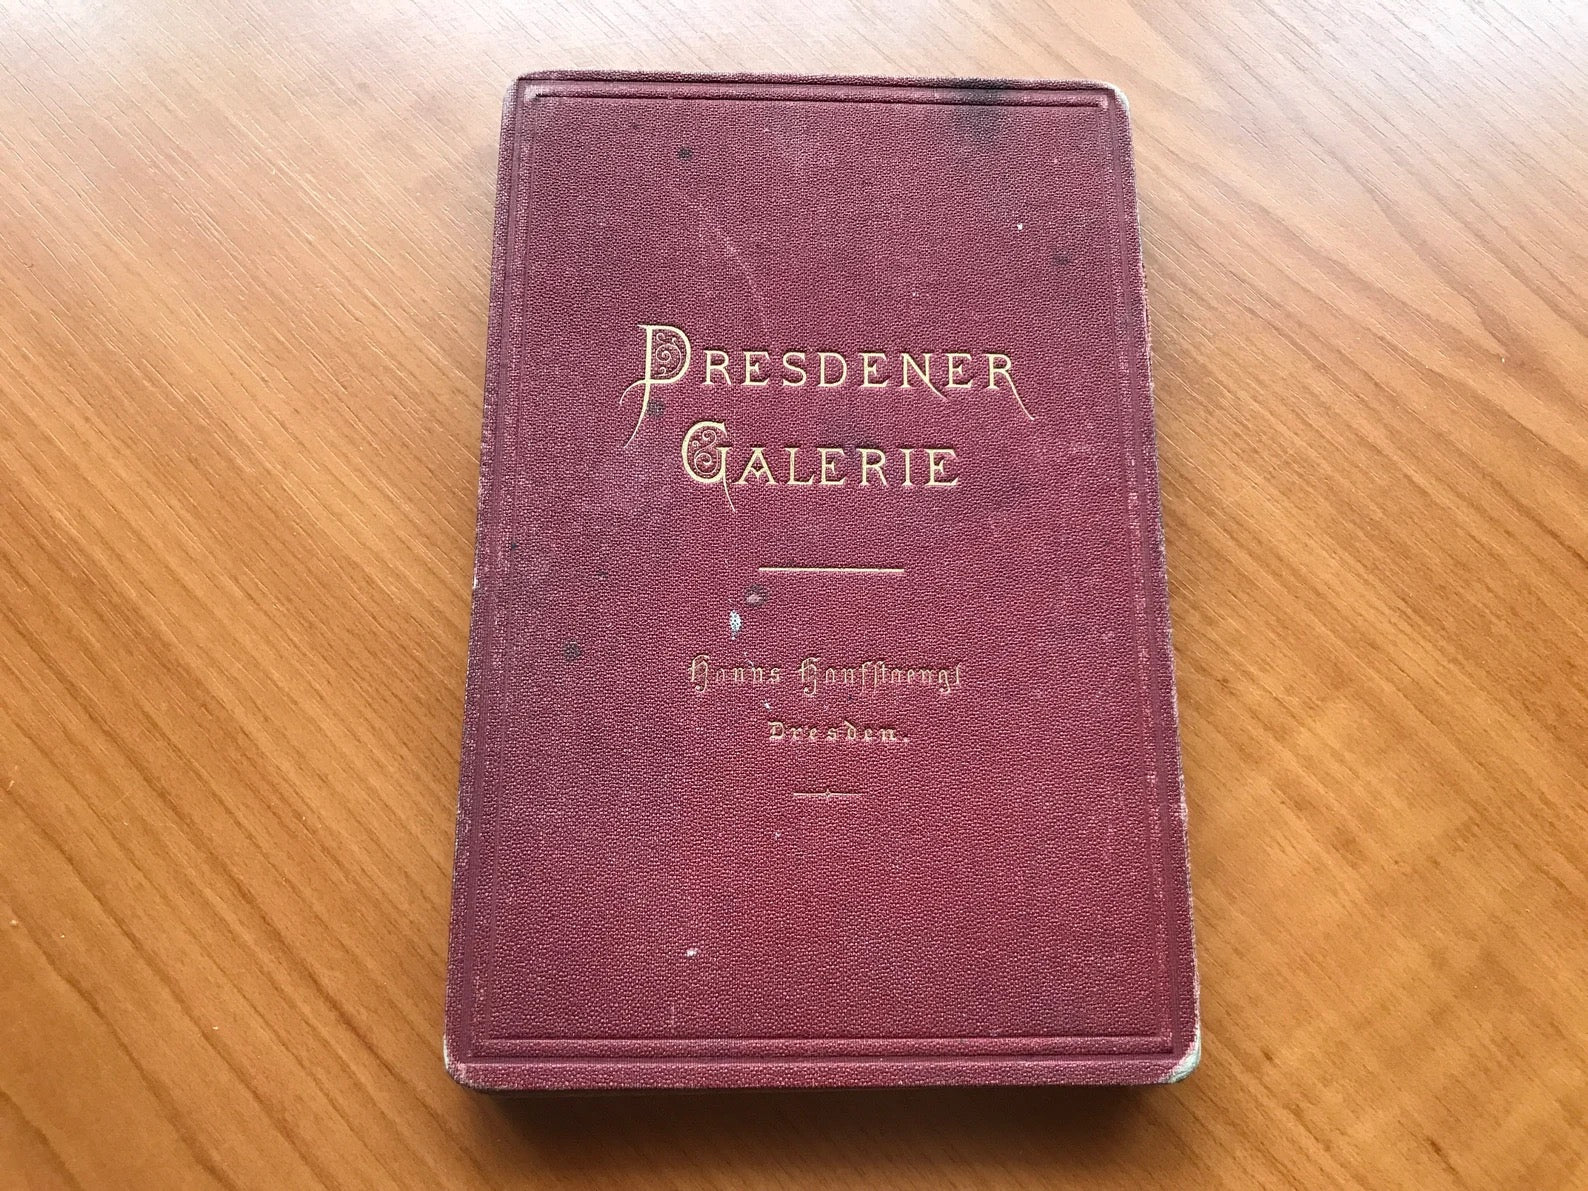 DRESDENER
GALERIE
Hanns Hanfstaengl
Dresden.